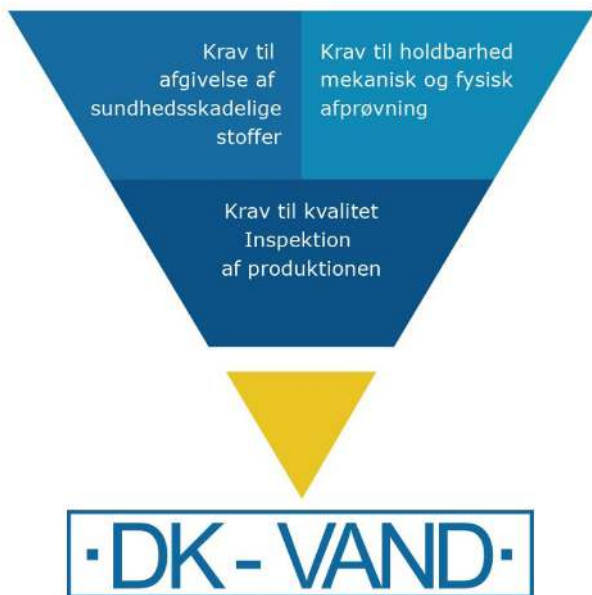 Krav til
afgivelse af
sundhedsskadelige
stoffer
Krav til holdbarhed
mekanisk og fysisk
afprøvning
Krav til kvalitet
Inspektion
af produktionen
·DK-VAND·